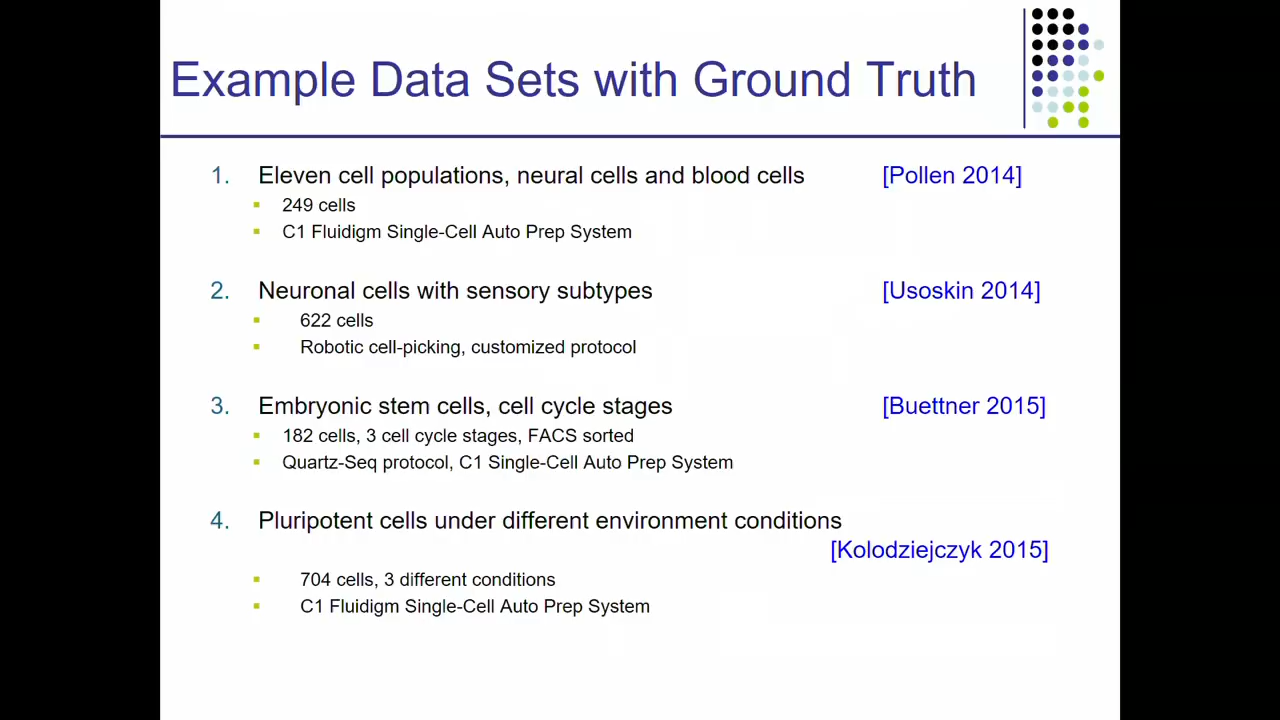 Example Data Sets with Ground Truth
1. Eleven cell populations, neural cells and blood cells [Pollen 2014]
249 cells
C1 Fluidigm Single-Cell Auto Prep System
2. Neuronal cells with sensory subtypes [Usoskin 2014]
622 cells
Robotic cell-picking, customized protocol
3. Embryonic stem cells, cell cycle stages [Buettner 2015]
182 cells, 3 cell cycle stages, FACS sorted
Quartz-Seq protocol, C1 Single-Cell Auto Prep System
4. Pluripotent cells under different environment conditions
[Kolodziejczyk 2015]
704 cells, 3 different conditions
C1 Fluidigm Single-Cell Auto Prep System